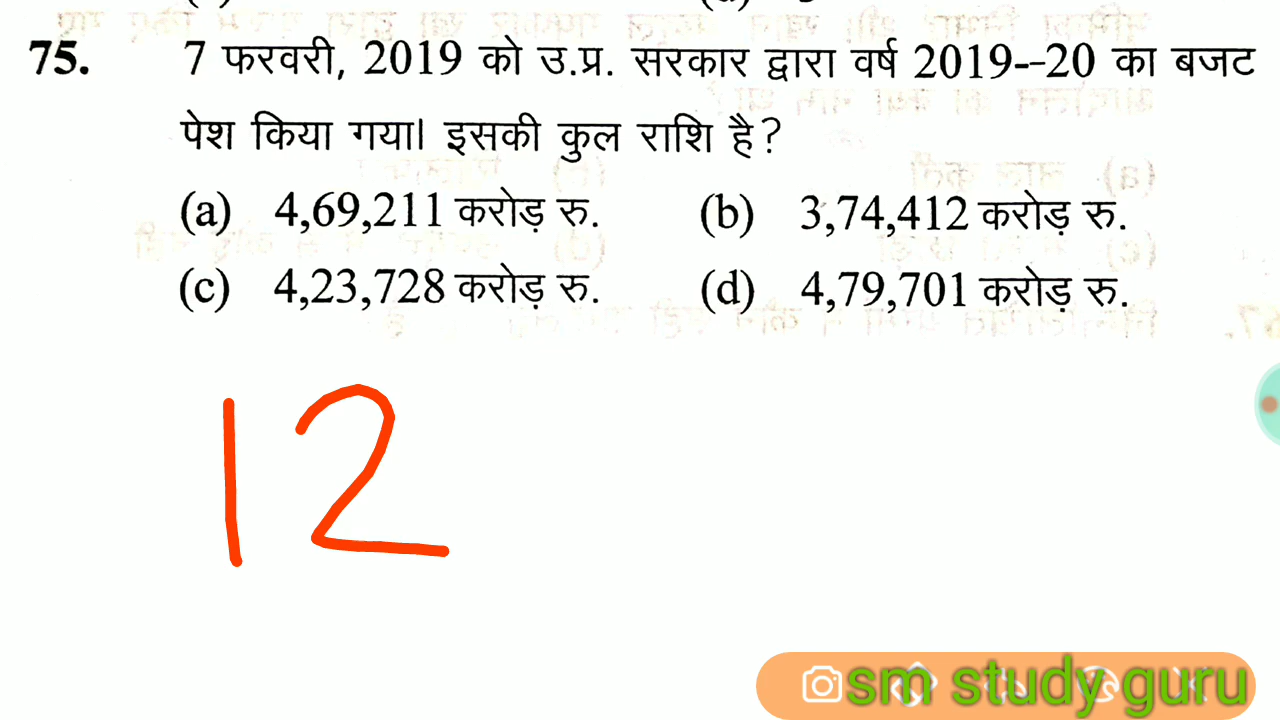 75. 7 फरवरी, 2019 को उ.प्र. सरकार द्वारा वर्ष 2019--20 का बजट
पेश किया गया। इसकी कुल राशि है?
(a) 4,69,211 करोड़ रु. (b) 3,74,412 करोड़ रु.
(c) 4,23,728 करोड़ रु. (d) 4,79,701 करोड़ रु.
12
sm study guru